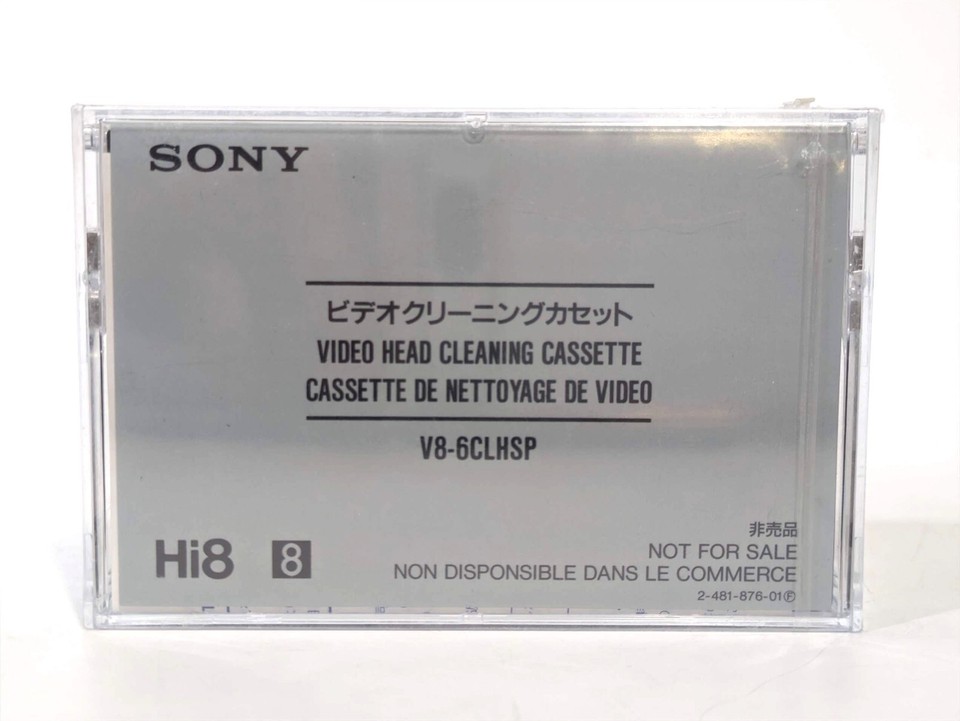 SONY
ビデオクリーニングカセット
VIDEO HEAD CLEANING CASSETTE
CASSETTE DE NETTOYAGE DE VIDEO
V8-6CLHSP
Hi8 8
非売品
NOT FOR SALE
NON DISPONIBLE DANS LE COMMERCE
2-481-876-01Ⓕ